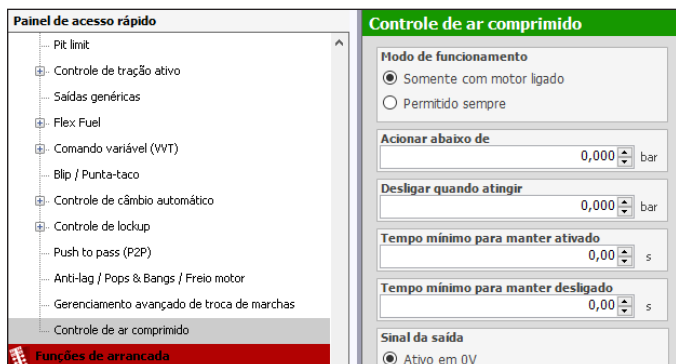 Painel de acesso rápido
Pit limit
Controle de tração ativo
Saídas genéricas
Flex Fuel
Comando variável (VVT)
Blip / Punta-taco
Controle de câmbio automático
Controle de lockup
Push to pass (P2P)
Anti-lag / Pops & Bangs / Freio motor
Gerenciamento avançado de troca de marchas
Controle de ar comprimido
Funções de arrancada
Controle de ar comprimido
Modo de funcionamento
Somente com motor ligado
Permitido sempre
Acionar abaixo de
0,000 bar
Desligar quando atingir
0,000 bar
Tempo mínimo para manter ativado
0,00 s
Tempo mínimo para manter desligado
0,00 s
Sinal da saída
Ativo em 0V